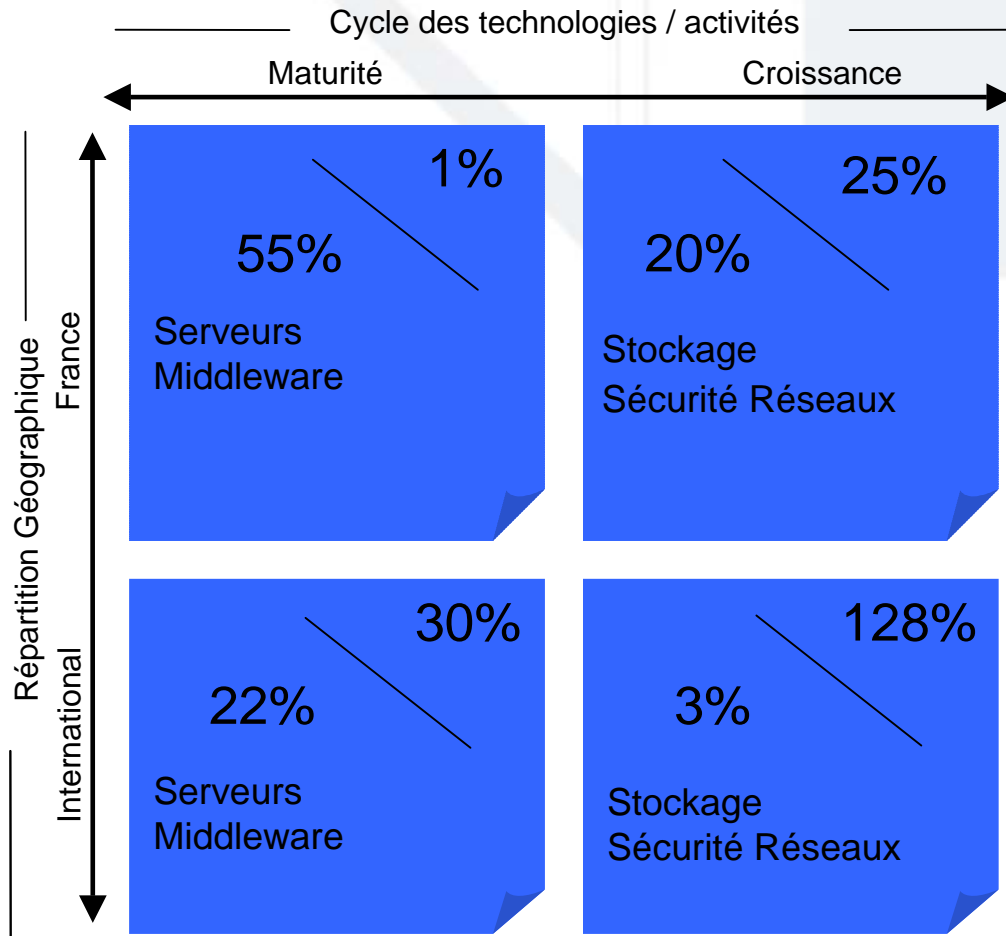 Cycle des technologies / activités
Maturité
Croissance
Répartition Géographique
France
1%
55%
Serveurs
Middleware
25%
20%
Stockage
Sécurité Réseaux
International
30%
22%
Serveurs
Middleware
128%
3%
Stockage
Sécurité Réseaux